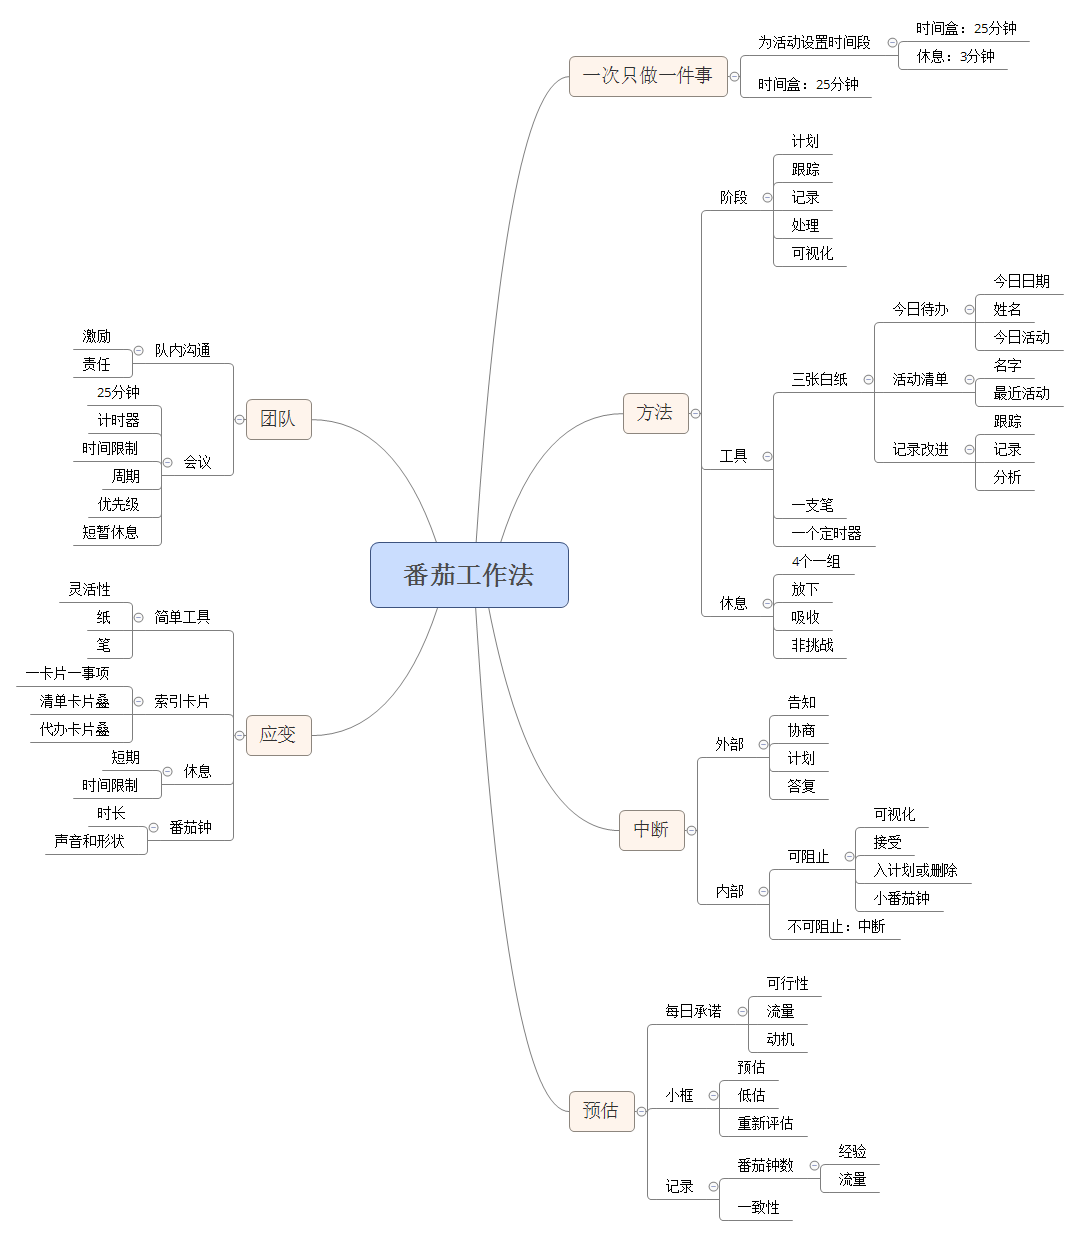 番茄工作法
一次只做一件事
为活动设置时间段
时间盒：25分钟
休息：3分钟
时间盒：25分钟
方法
阶段
计划
跟踪
记录
处理
可视化
工具
三张白纸
今日待办
今日日期
姓名
今日活动
活动清单
名字
最近活动
记录改进
跟踪
记录
分析
一支笔
一个定时器
休息
4个一组
放下
吸收
非挑战
中断
外部
告知
协商
计划
答复
内部
可阻止
可视化
接受
入计划或删除
小番茄钟
不可阻止：中断
预估
每日承诺
可行性
流量
动机
小框
预估
低估
重新评估
记录
番茄钟数
经验
流量
一致性
团队
队内沟通
激励
责任
会议
25分钟
计时器
时间限制
周期
优先级
短暂休息
应变
简单工具
灵活性
纸
笔
索引卡片
一卡片一事项
清单卡片叠
代办卡片叠
休息
短期
时间限制
番茄钟
时长
声音和形状